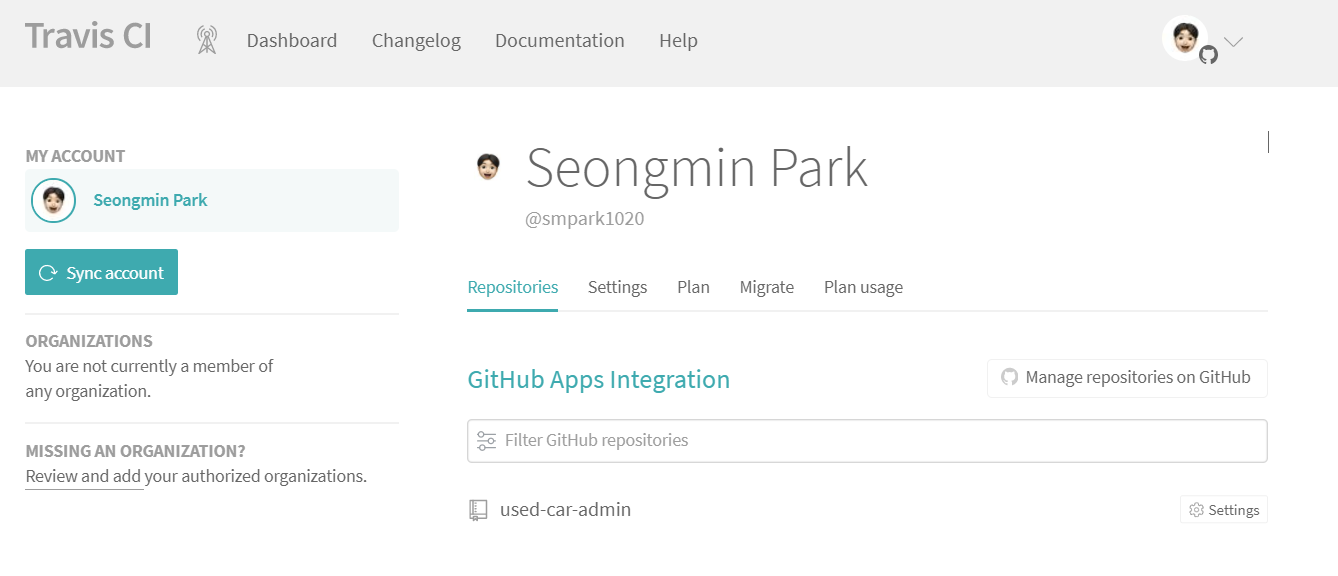 Travis CI
Dashboard
Changelog
Documentation
Help
MY ACCOUNT
Seongmin Park
Sync account
ORGANIZATIONS
You are not currently a member of
any organization.
MISSING AN ORGANIZATION?
Review and add your authorized organizations.
Seongmin Park
@smpark1020
Repositories
Settings
Plan
Migrate
Plan usage
GitHub Apps Integration
Manage repositories on GitHub
Filter GitHub repositories
used-car-admin
Settings